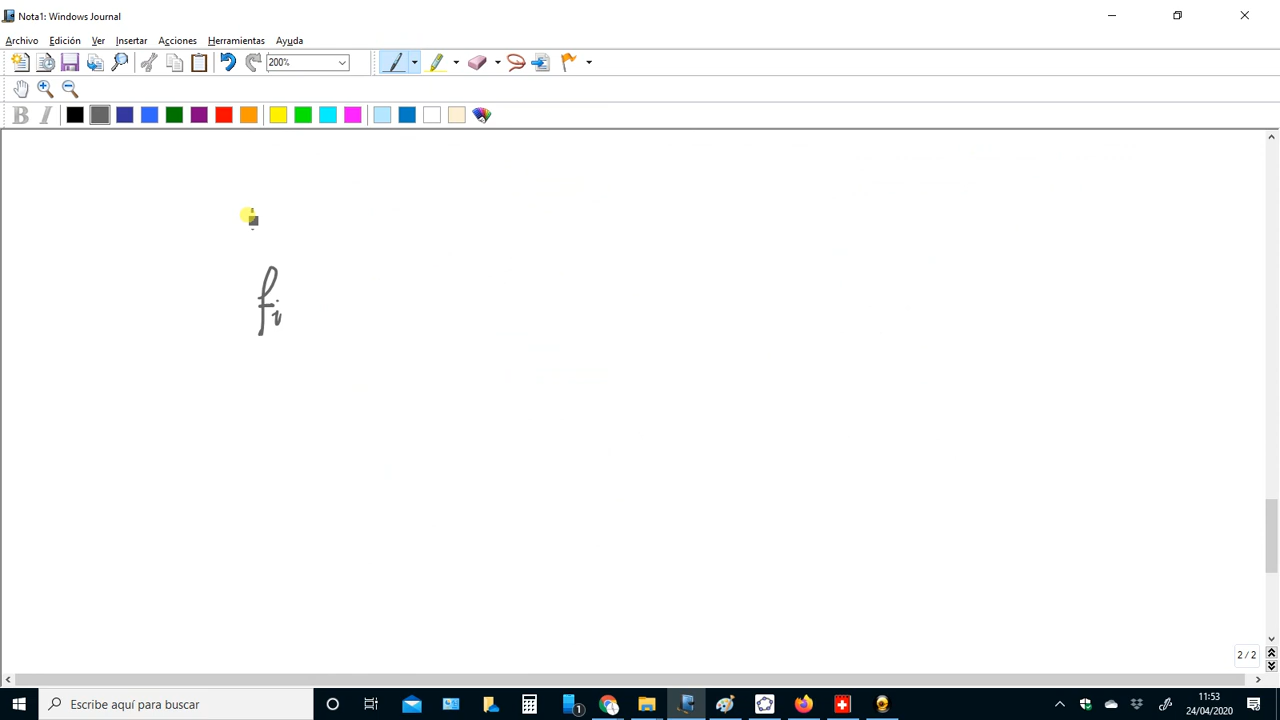 Nota1: Windows Journal
Archivo Edición Ver Insertar Acciones Herramientas Ayuda
200%
B I
fi
2 / 2
Escribe aquí para buscar
1
11:53
24/04/2020